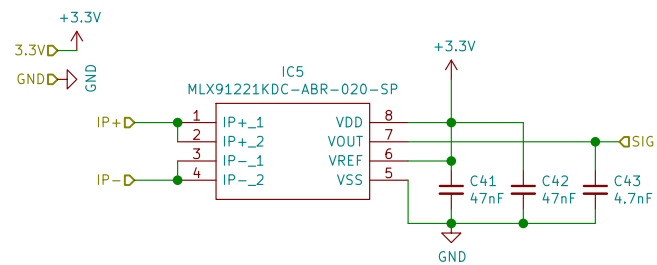 +3.3V
3.3V
GND
GND
+3.3V
IC5
MLX91221KDC-ABR-020-SP
IP+
1
IP+_1
VDD
8
2
IP+_2
VOUT
7
SIG
3
IP-_1
VREF
6
IP-
4
IP-_2
VSS
5
C41
47nF
C42
47nF
C43
4.7nF
GND